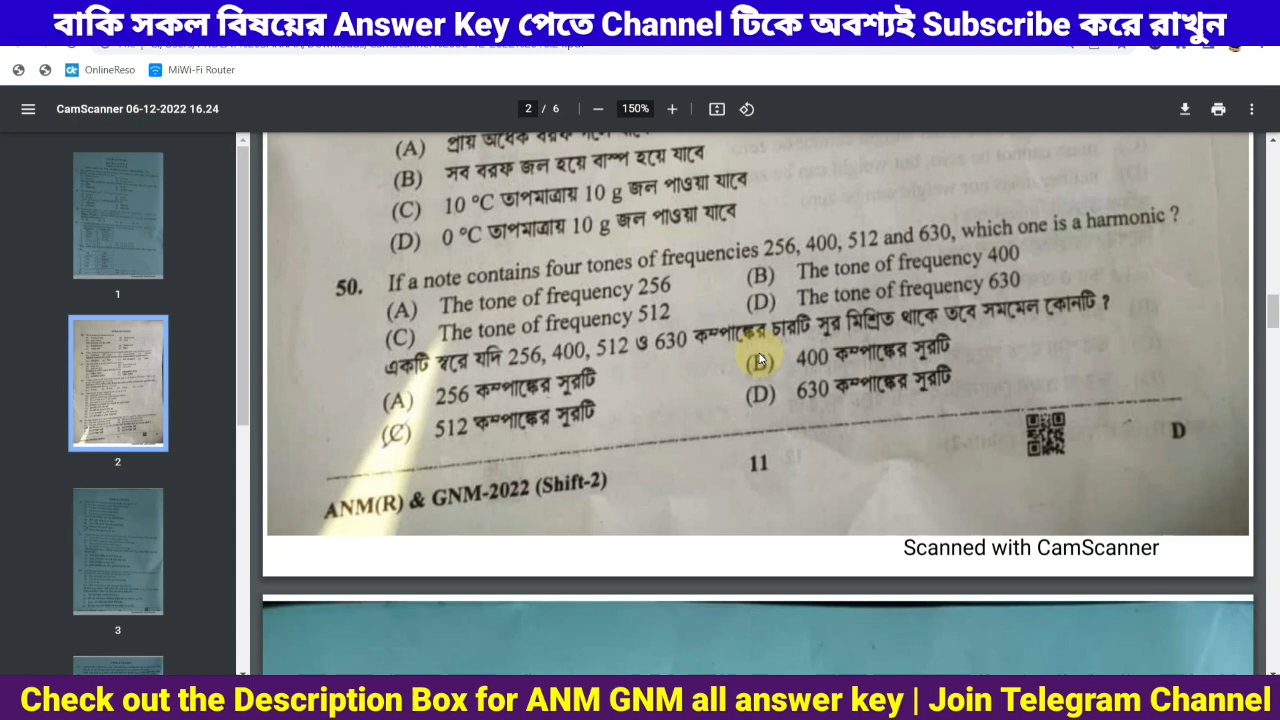 বাকি সকল বিষয়ের Answer Key পেতে Channel টিকে অবশ্যই Subscribe করে রাখুন
OnlineReso
MiWi-Fi Router
CamScanner 06-12-2022 16.24
2 / 6
150%
(A)
(B) সব বরফ জল হয়ে বাষ্প হয়ে যাবে
(C) 10 °C তাপমাত্রায় 10 g জল পাওয়া যাবে
(D) 0 °C তাপমাত্রায় 10 g জল পাওয়া যাবে
50. If a note contains four tones of frequencies 256, 400, 512 and 630, which one is a harmonic ?
(A) The tone of frequency 256 (B) The tone of frequency 400
(C) The tone of frequency 512 (D) The tone of frequency 630
একটি স্বরে যদি 256, 400, 512 ও 630 কম্পাঙ্কের চারটি সুর মিশ্রিত থাকে তবে সমমেল কোনটি ?
(A) 256 কম্পাঙ্কের সুরটি (B) 400 কম্পাঙ্কের সুরটি
(C) 512 কম্পাঙ্কের সুরটি (D) 630 কম্পাঙ্কের সুরটি
ANM(R) & GNM-2022 (Shift-2) 11 D
Scanned with CamScanner
1
2
3
Check out the Description Box for ANM GNM all answer key | Join Telegram Channel